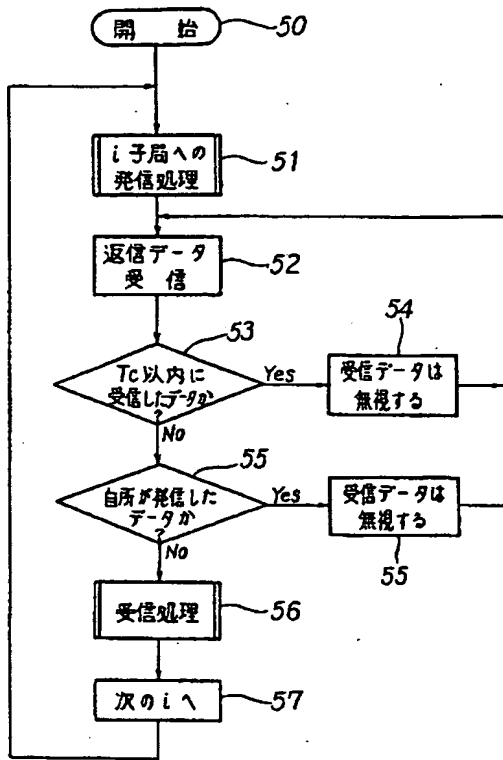 開始 50
i子局への
発信処理 51
返信データ
受信 52
53
Tc以内に
受信したデータか
?
Yes
No
54
受信データは
無視する
55
自所が発信した
データか
?
Yes
No
受信データは
無視する
55
受信処理 56
次のiへ 57